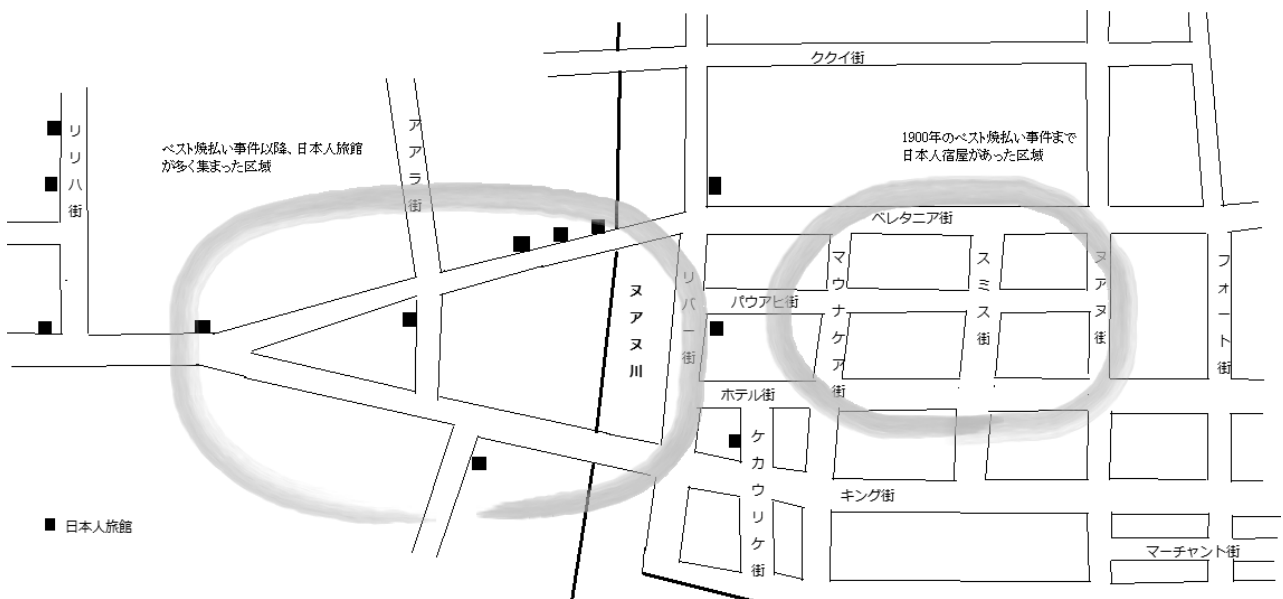 ククイ街
リリハ街
アアラ街
ペスト焼払い事件以降、日本人旅館
が多く集まった区域
1900年のペスト焼払い事件まで
日本人宿屋があった区域
ベレタニア街
ヌアヌ川
リバー街
パウアヒ街
マウナケア街
スミス街
ヌアヌ街
フォート街
ホテル街
ケカウリケ街
キング街
マーチャント街
日本人旅館